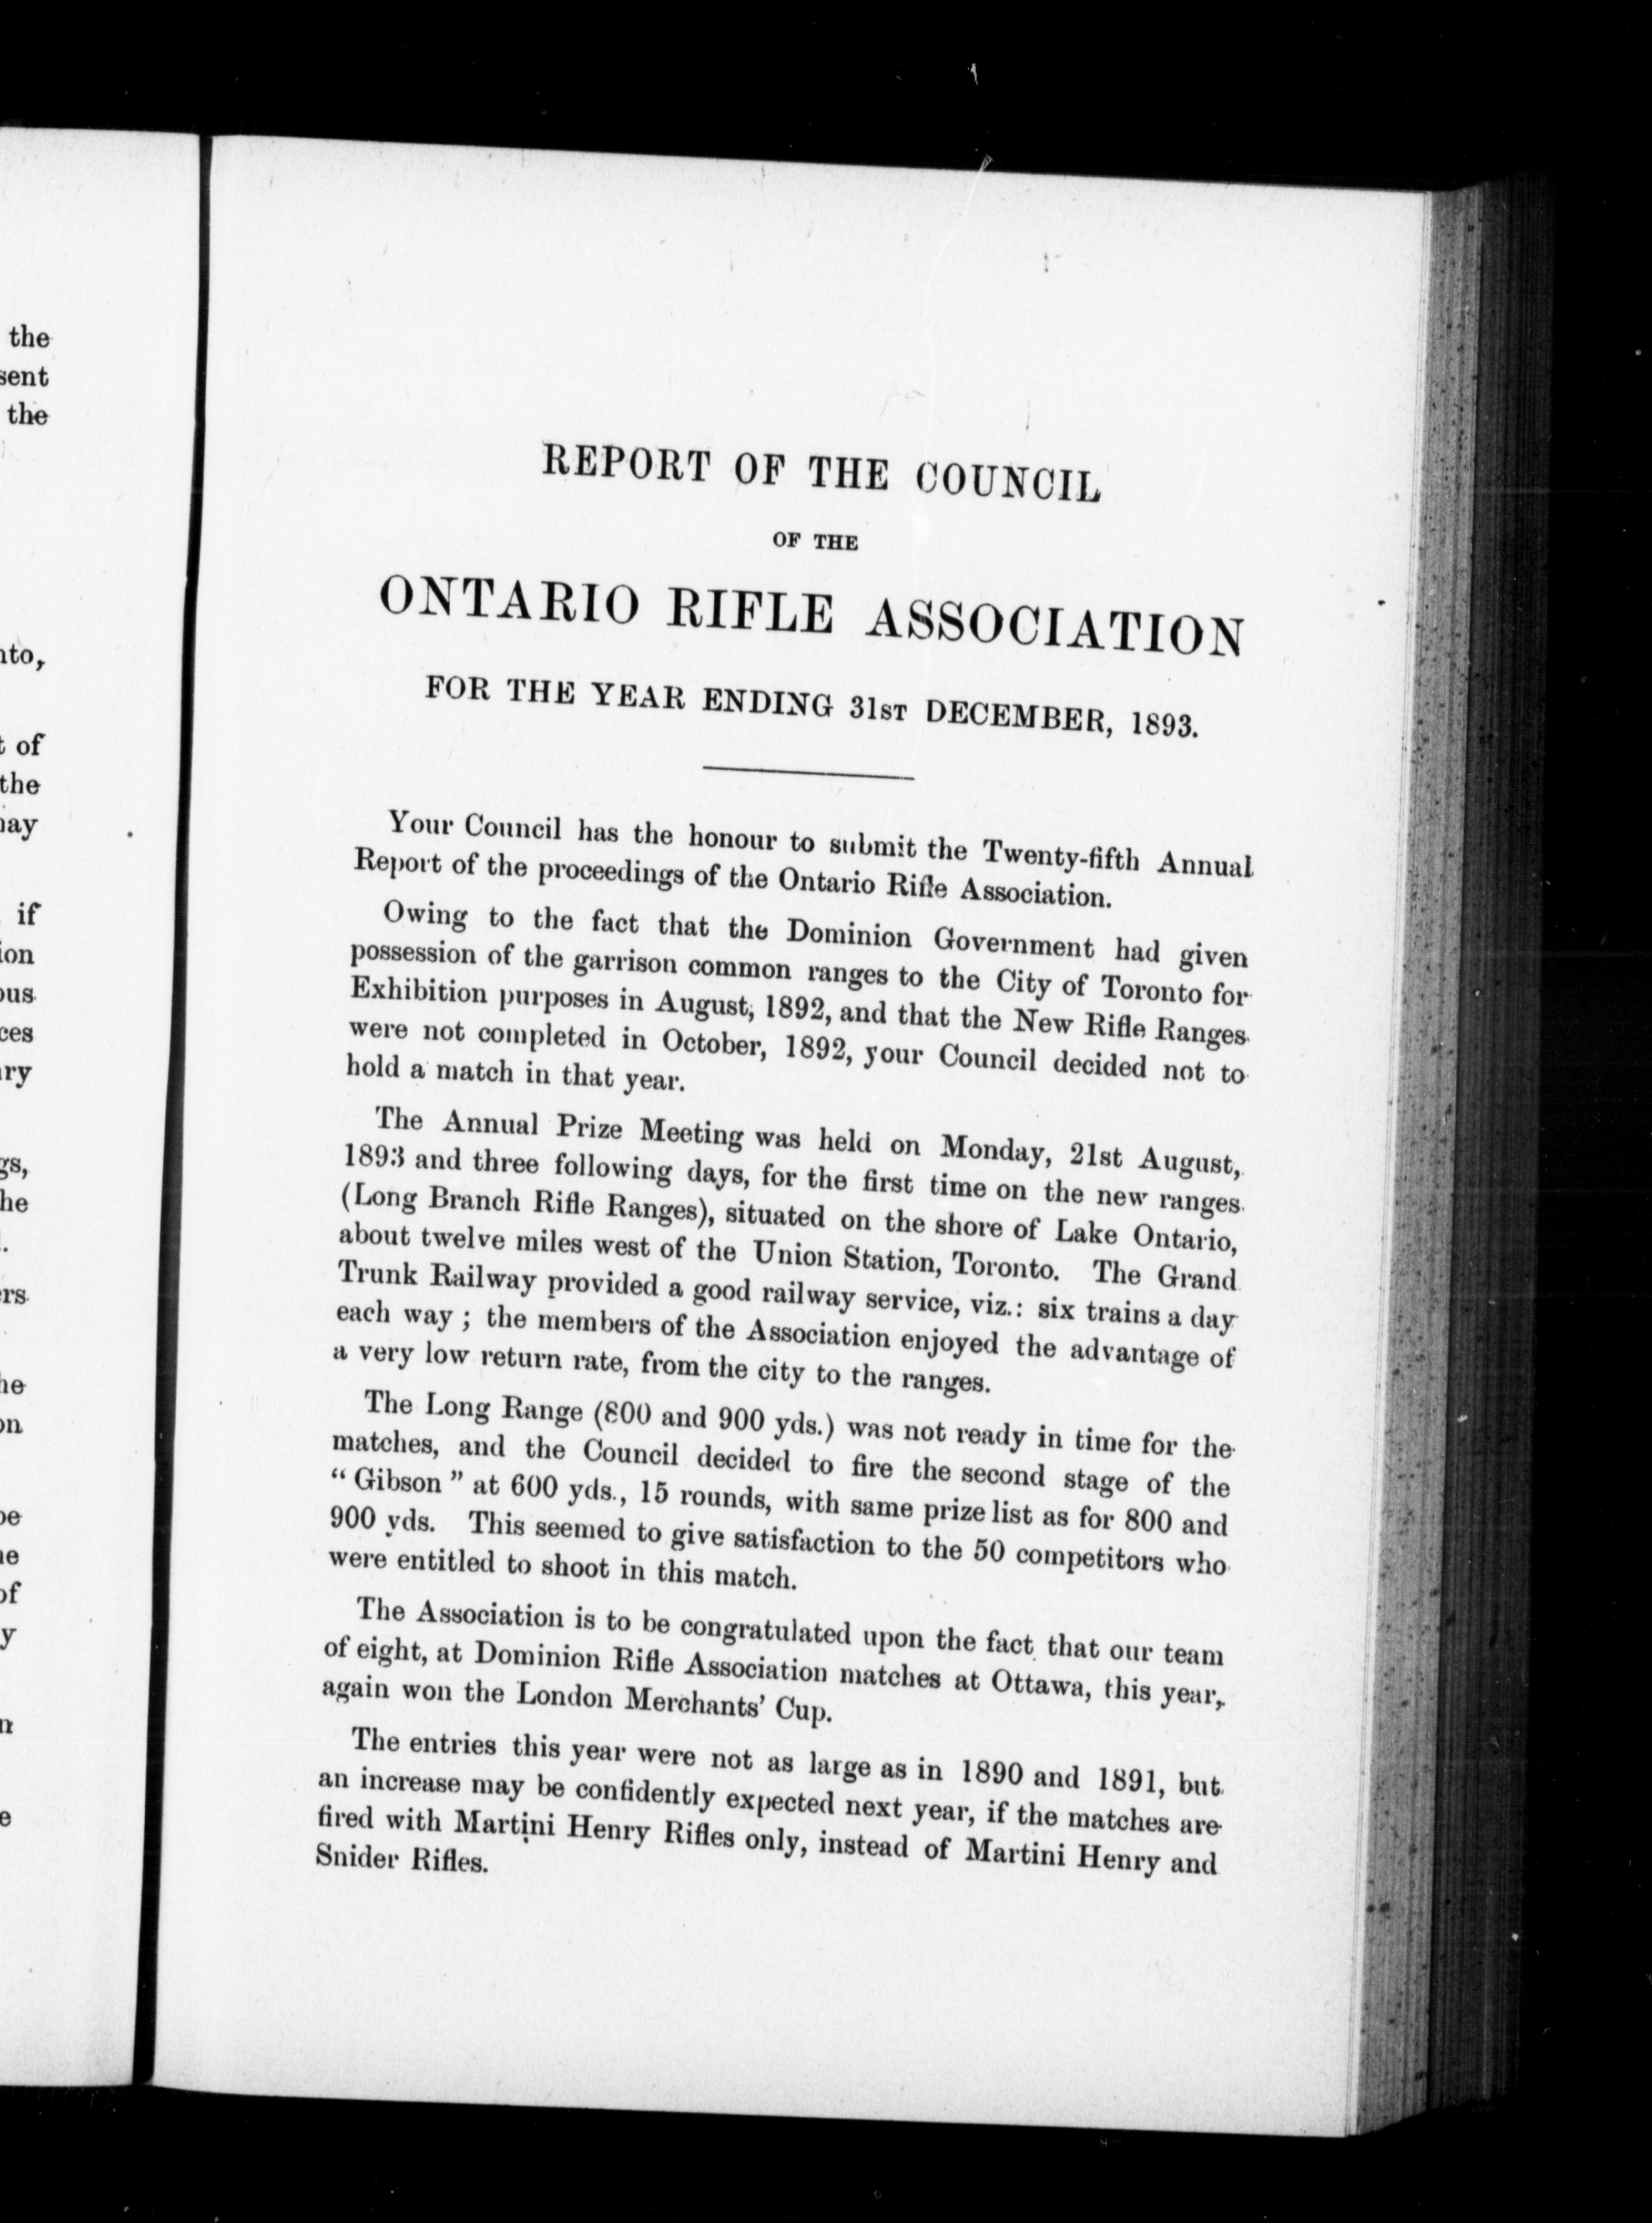 the
sent
the
REPORT OF THE COUNCIL
OF THE
ONTARIO RIFLE ASSOCIATION
FOR THE YEAR ENDING 31ST DECEMBER, 1893.
Your Council has the honour to submit the Twenty-fifth Annual
Report of the proceedings of the Ontario Rifle Association.
Owing to the fact that the Dominion Government had given
possession of the garrison common ranges to the City of Toronto for
Exhibition purposes in August, 1892, and that the New Rifle Ranges
were not completed in October, 1892, your Council decided not to
hold a match in that year.
The Annual Prize Meeting was held on Monday, 21st August,
1893 and three following days, for the first time on the new ranges
(Long Branch Rifle Ranges), situated on the shore of Lake Ontario,
about twelve miles west of the Union Station, Toronto. The Grand
Trunk Railway provided a good railway service, viz.: six trains a day
each way ; the members of the Association enjoyed the advantage of
a very low return rate, from the city to the ranges.
The Long Range (800 and 900 yds.) was not ready in time for the
matches, and the Council decided to fire the second stage of the
“ Gibson ” at 600 yds., 15 rounds, with same prize list as for 800 and
900 yds. This seemed to give satisfaction to the 50 competitors who
were entitled to shoot in this match.
The Association is to be congratulated upon the fact that our team
of eight, at Dominion Rifle Association matches at Ottawa, this year,
again won the London Merchants’ Cup.
The entries this year were not as large as in 1890 and 1891, but
an increase may be confidently expected next year, if the matches are
fired with Martini Henry Rifles only, instead of Martini Henry and
Snider Rifles.